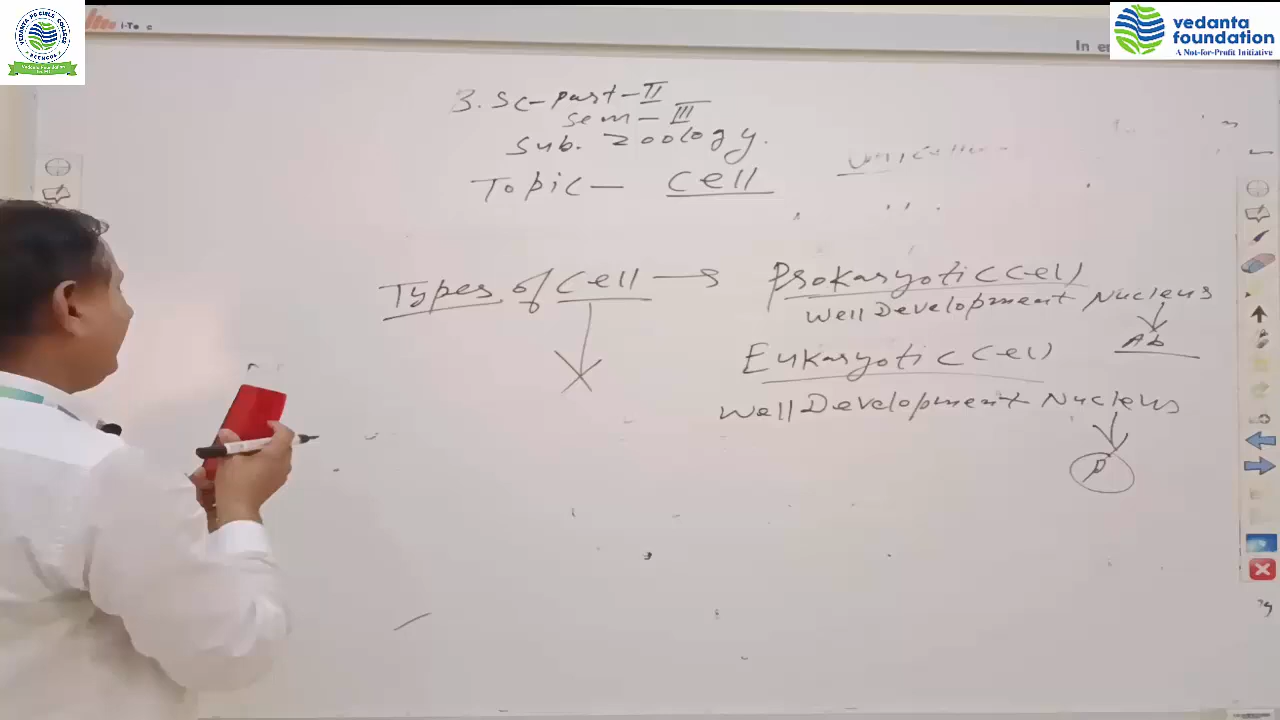 vedanta
foundation
A Not-for-Profit Initiative
B.Sc-part-II
sem-III
Sub. Zoology.
Topic- Cell
Types of Cell → Prokaryotic Cell
Well Development Nucleus
Ab
Eukaryotic Cell
Well Development Nucleus
P